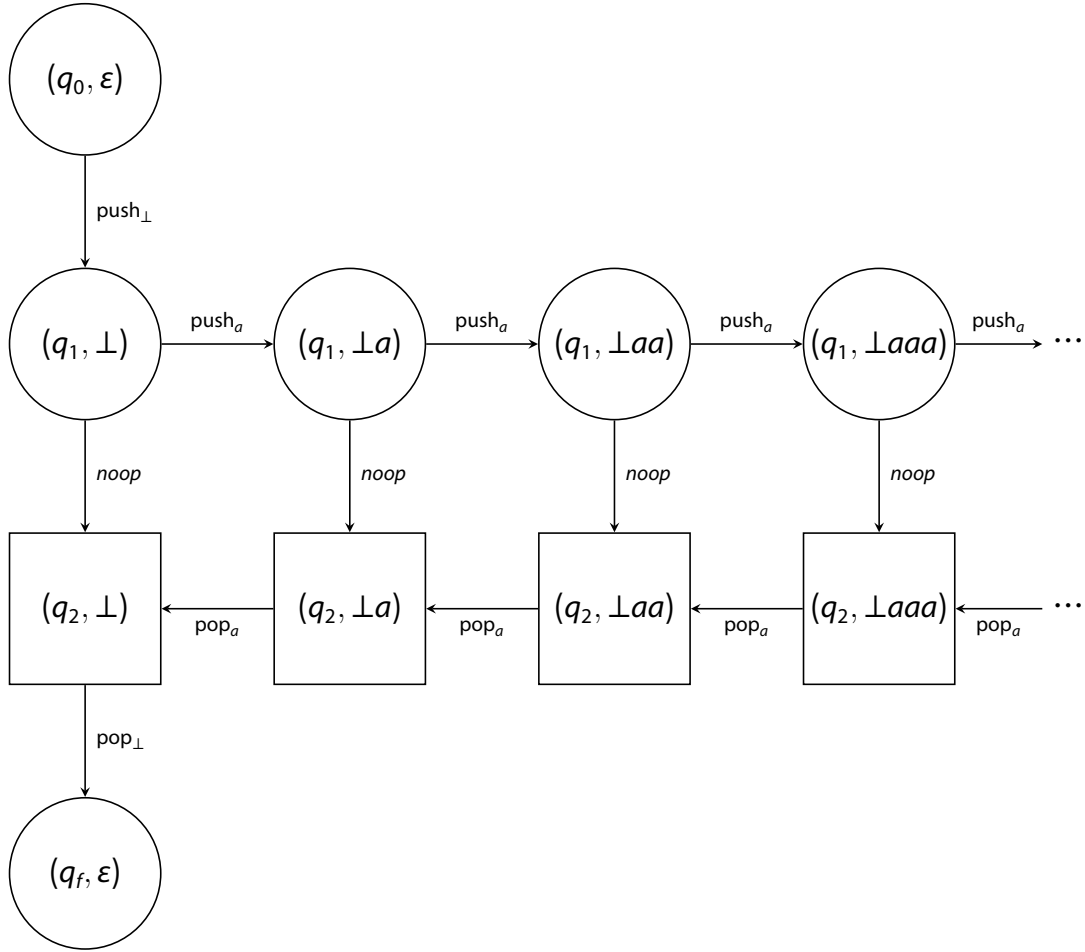 (q₀, ε)
push⊥
(q₁, ⊥) pushₐ (q₁, ⊥a) pushₐ (q₁, ⊥aa) pushₐ (q₁, ⊥aaa) pushₐ ...
noop noop noop noop
(q₂, ⊥) popₐ (q₂, ⊥a) popₐ (q₂, ⊥aa) popₐ (q₂, ⊥aaa) popₐ ...
pop⊥
(q_f, ε)